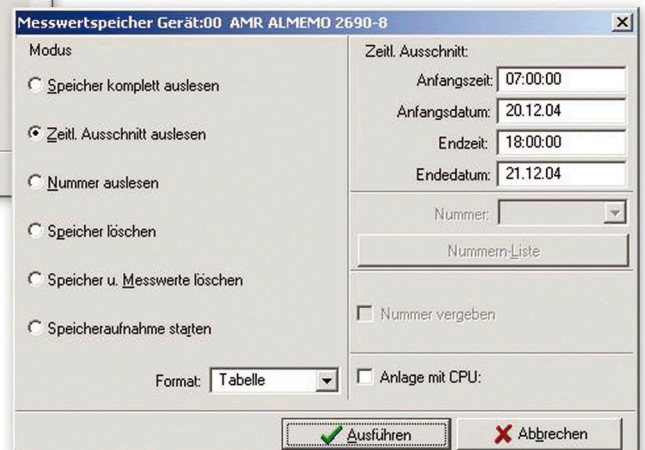 Messwertspeicher Gerät:00 AMR ALMEMO 2690-8
Modus
Speicher komplett auslesen
Zeitl. Ausschnitt auslesen
Nummer auslesen
Speicher löschen
Speicher u. Messwerte löschen
Speicheraufnahme starten
Format: Tabelle
Zeitl. Ausschnitt:
Anfangszeit: 07:00:00
Anfangsdatum: 20.12.04
Endzeit: 18:00:00
Endedatum: 21.12.04
Nummer:
Nummern-Liste
Nummer vergeben
Anlage mit CPU:
Ausführen
Abbrechen